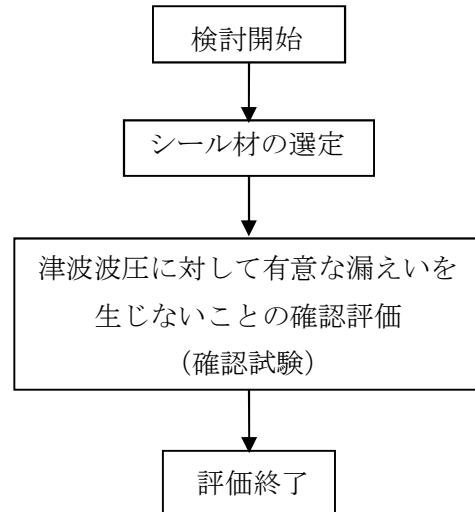 検討開始
シール材の選定
津波波圧に対して有意な漏えいを
生じないことの確認評価
(確認試験)
評価終了